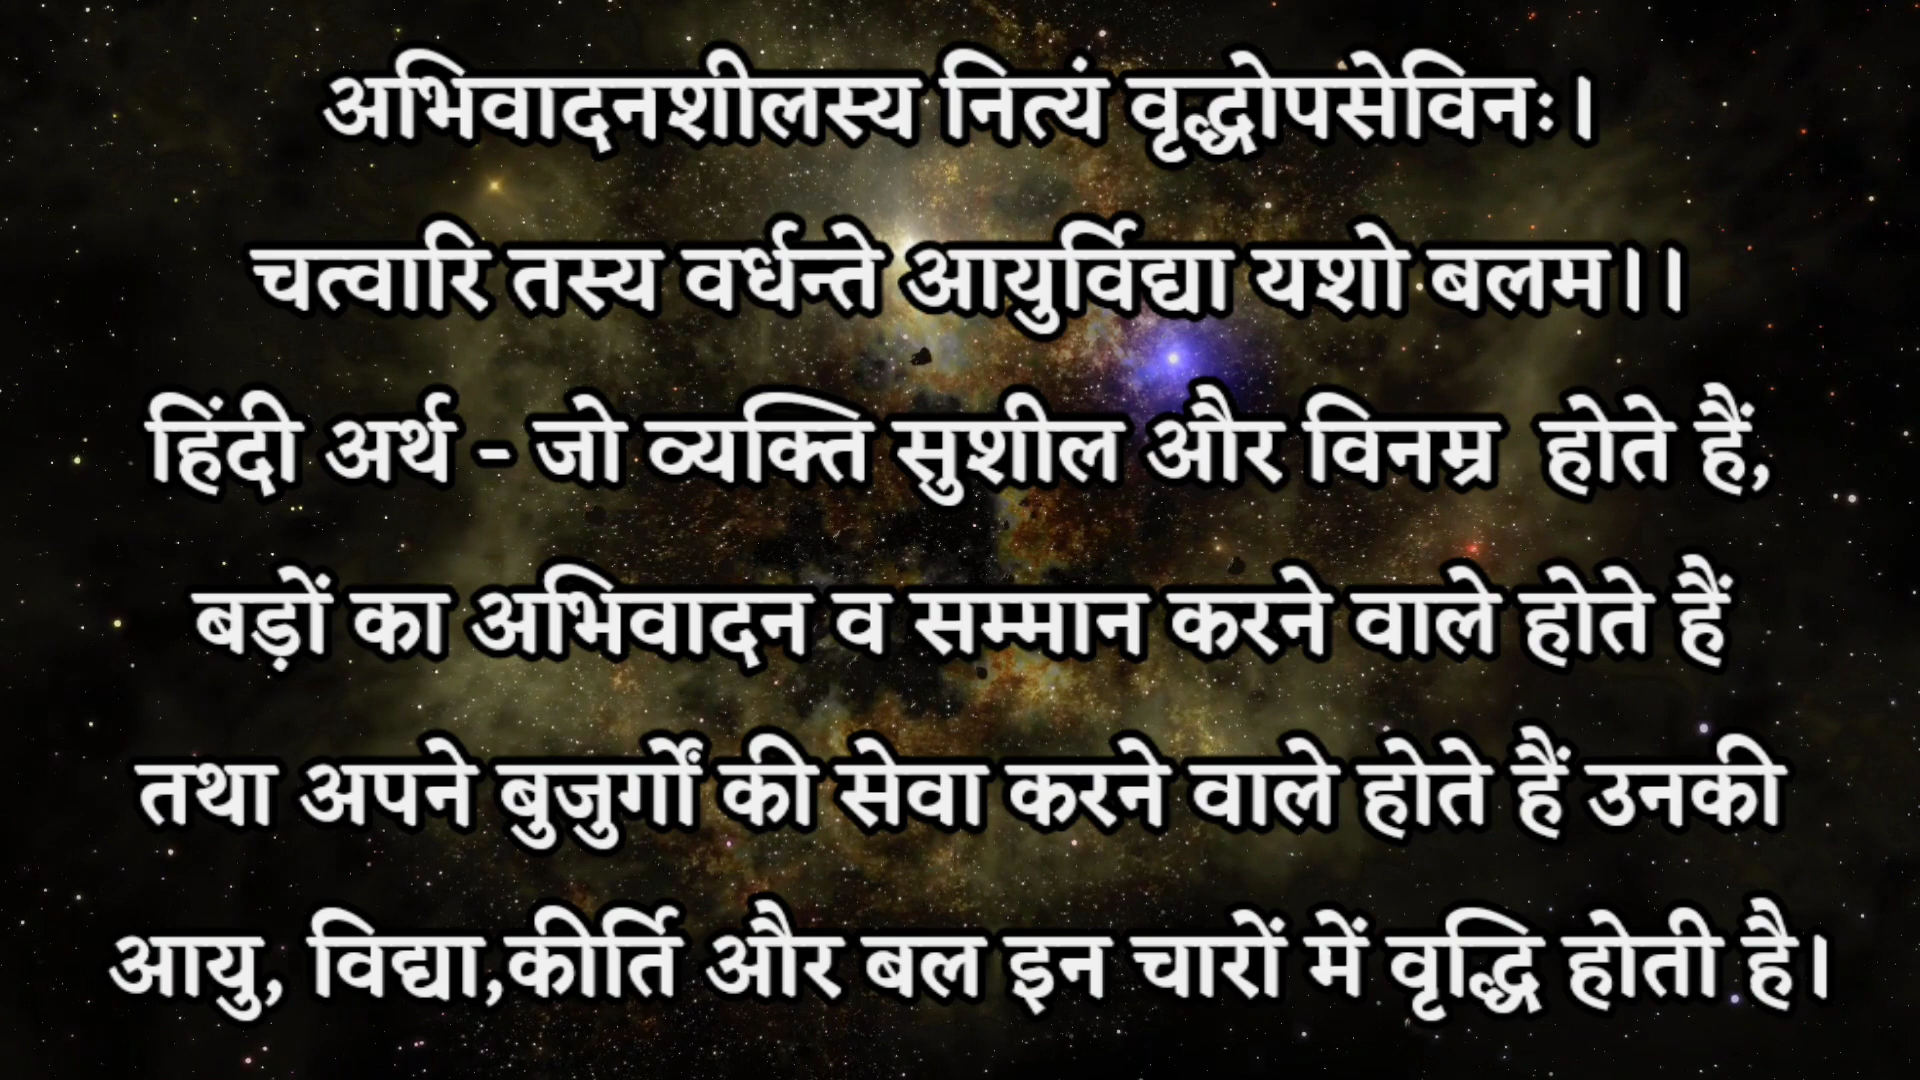 अभिवादनशीलस्य नित्यं वृद्धोपसेविनः।
चत्वारि तस्य वर्धन्ते आयुर्विद्या यशो बलम।।
हिंदी अर्थ - जो व्यक्ति सुशील और विनम्र  होते हैं,
बड़ों का अभिवादन व सम्मान करने वाले होते हैं
तथा अपने बुजुर्गों की सेवा करने वाले होते हैं उनकी
आयु, विद्या,कीर्ति और बल इन चारों में वृद्धि होती है।